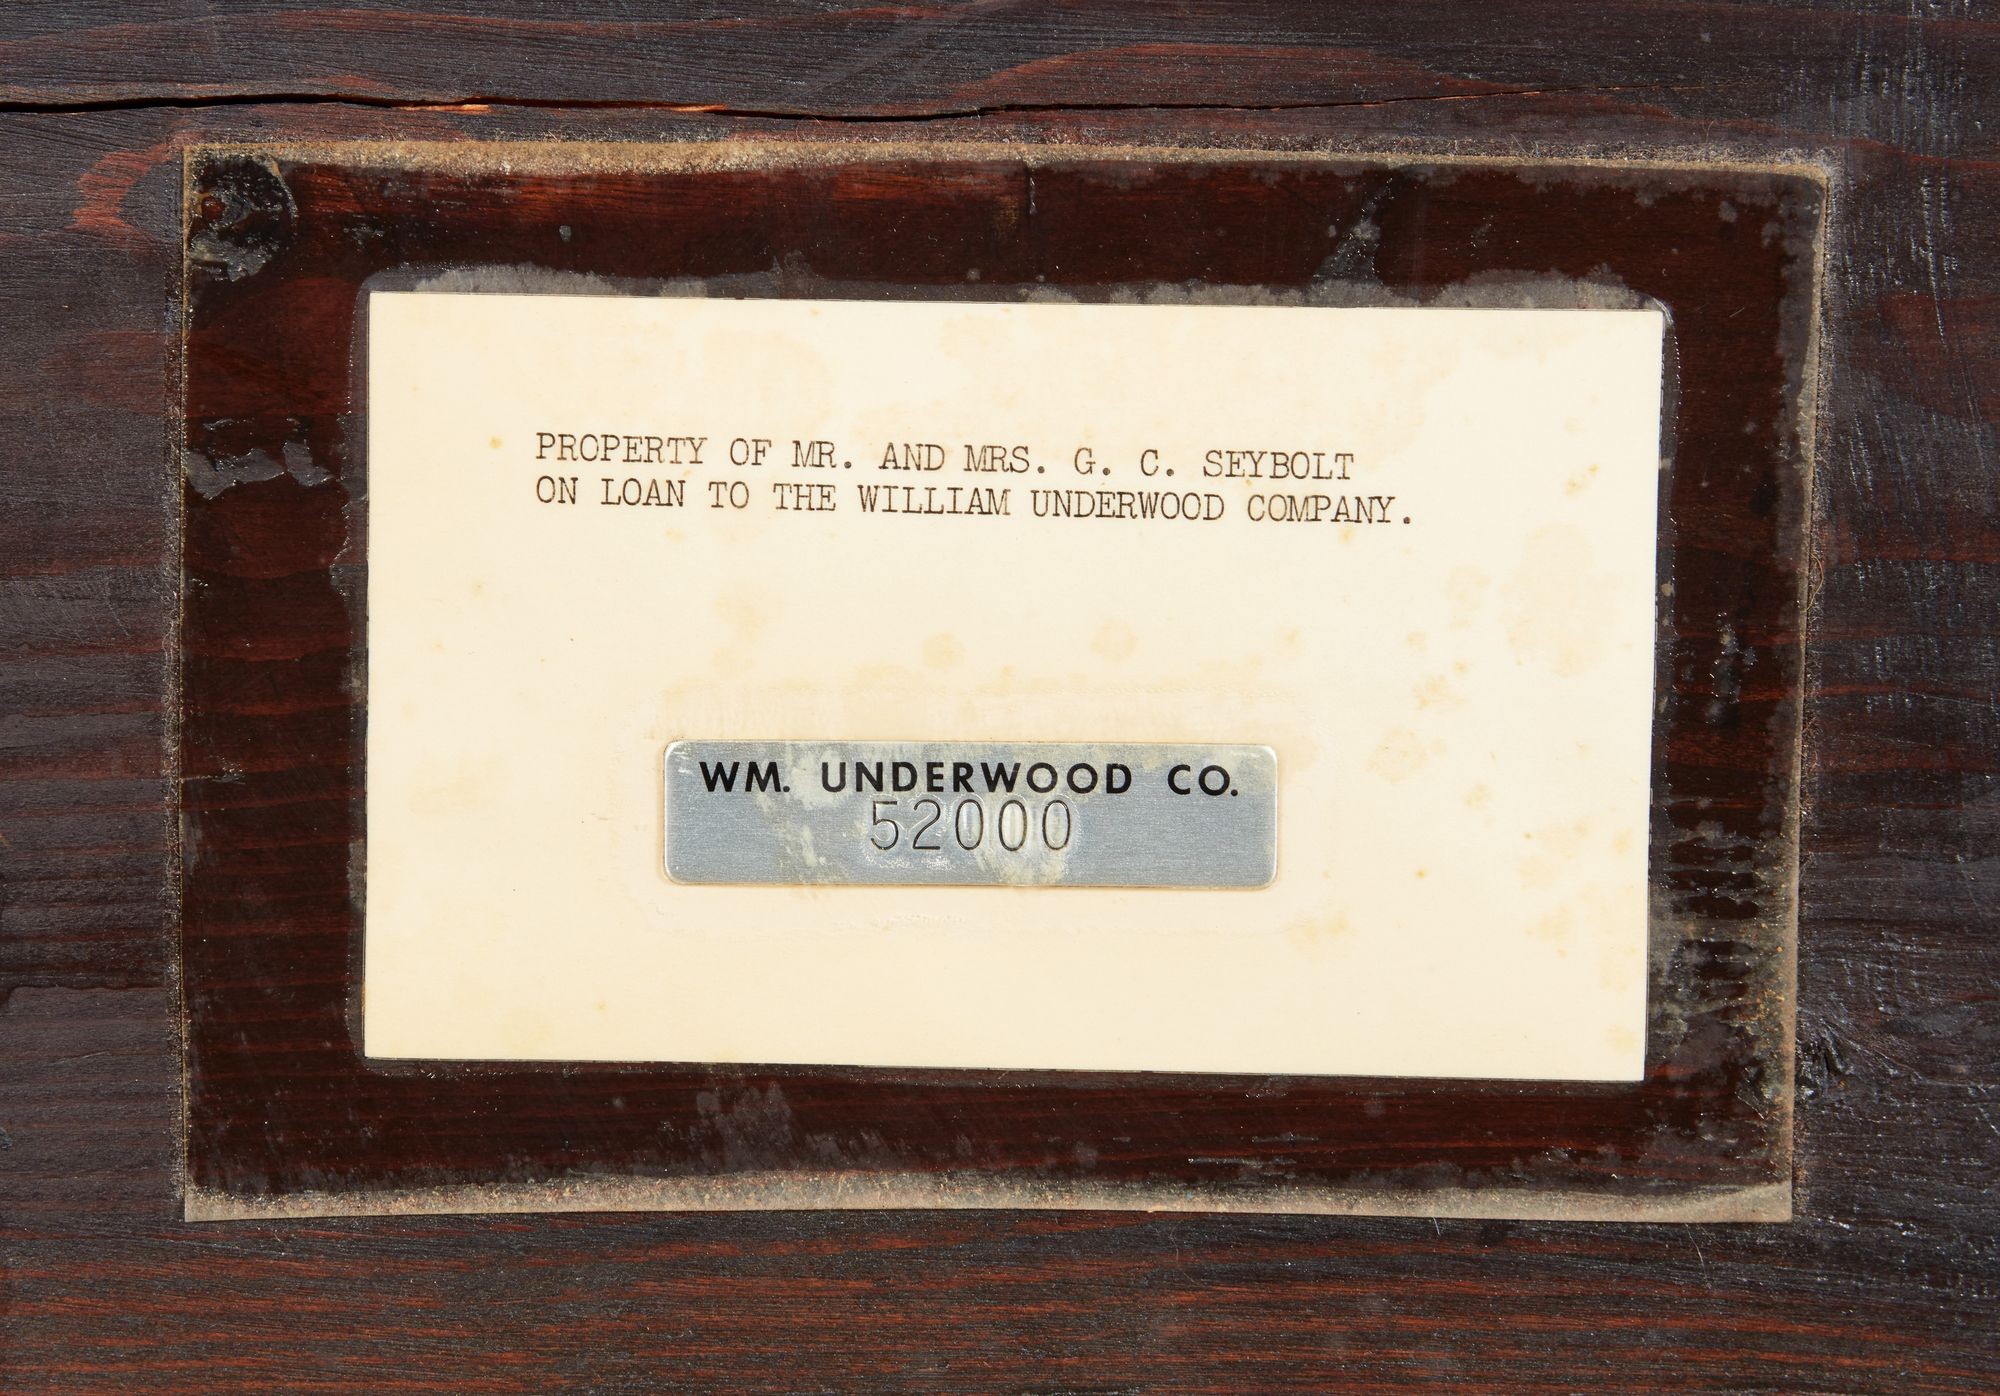 PROPERTY OF MR. AND MRS. G. C. SEYBOLT
ON LOAN TO THE WILLIAM UNDERWOOD COMPANY.
WM. UNDERWOOD CO.
52000